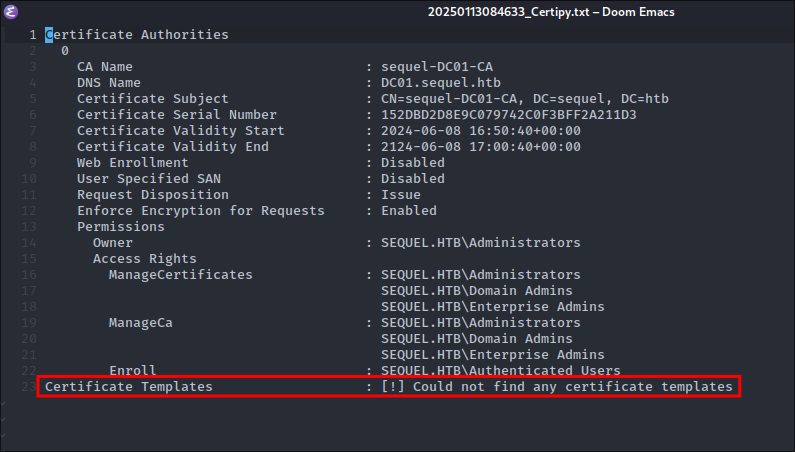 20250113084633_Certipy.txt – Doom Emacs
1 Certificate Authorities
2 0
3 CA Name : sequel-DC01-CA
4 DNS Name : DC01.sequel.htb
5 Certificate Subject : CN=sequel-DC01-CA, DC=sequel, DC=htb
6 Certificate Serial Number : 152DBD2D8E9C079742C0F3BFF2A211D3
7 Certificate Validity Start : 2024-06-08 16:50:40+00:00
8 Certificate Validity End : 2124-06-08 17:00:40+00:00
9 Web Enrollment : Disabled
10 User Specified SAN : Disabled
11 Request Disposition : Issue
12 Enforce Encryption for Requests : Enabled
13 Permissions
14 Owner : SEQUEL.HTB\Administrators
15 Access Rights
16 ManageCertificates : SEQUEL.HTB\Administrators
17 SEQUEL.HTB\Domain Admins
18 SEQUEL.HTB\Enterprise Admins
19 ManageCa : SEQUEL.HTB\Administrators
20 SEQUEL.HTB\Domain Admins
21 SEQUEL.HTB\Enterprise Admins
22 Enroll : SEQUEL.HTB\Authenticated Users
23 Certificate Templates : [!] Could not find any certificate templates